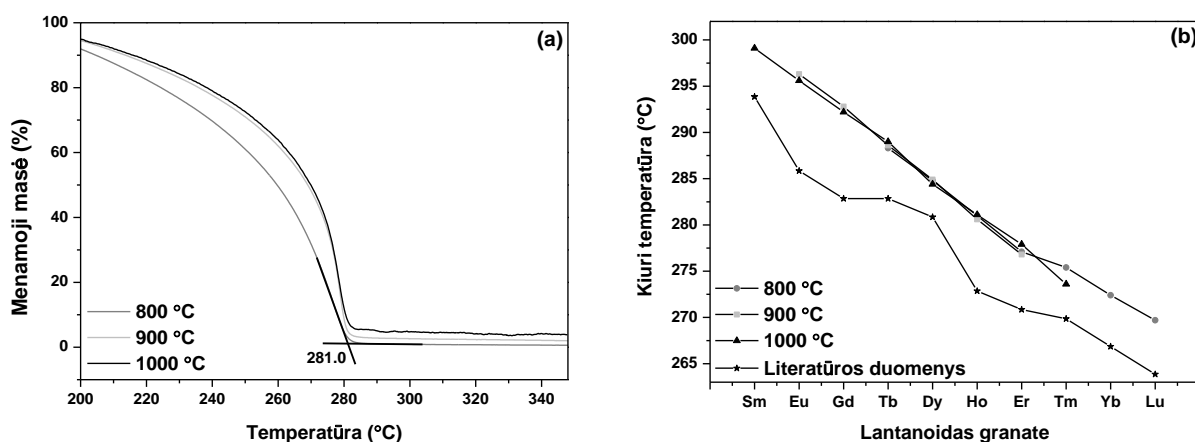 (a)
100
80
60
40
20
0
Menamoji masė (%)
800 °C
900 °C
1000 °C
281.0
200 220 240 260 280 300 320 340
Temperatūra (°C)
(b)
300
295
290
285
280
275
270
265
Kiuri temperatūra (°C)
800 °C
900 °C
1000 °C
Literatūros duomenys
Sm Eu Gd Tb Dy Ho Er Tm Yb Lu
Lantanoidas granate